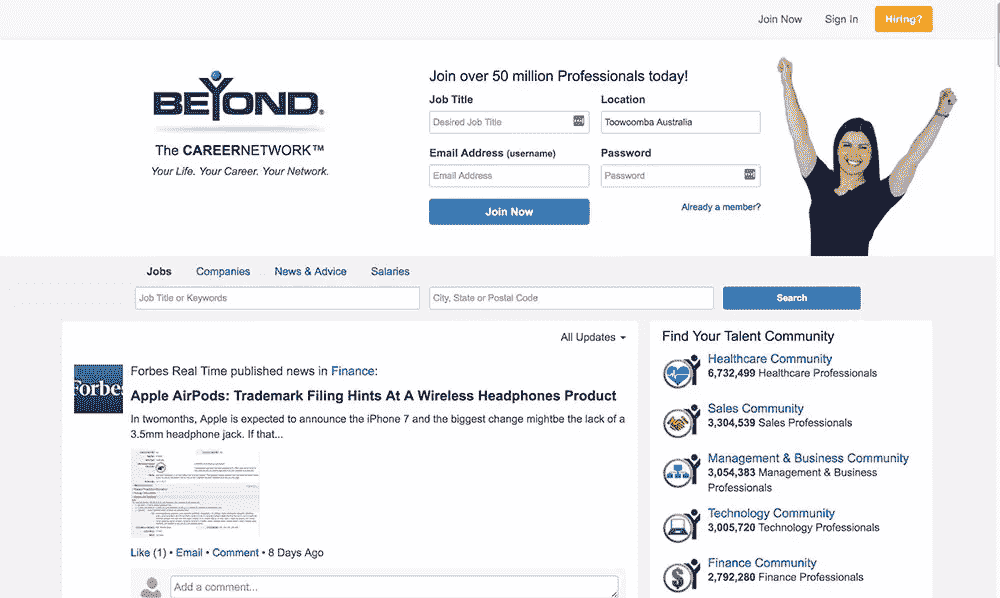 Join Now Sign In Hiring?
BEYOND®
The CAREERNETWORK™
Your Life. Your Career. Your Network.
Join over 50 million Professionals today!
Job Title Location
Desired Job Title Toowoomba Australia
Email Address (username) Password
Email Address Password
Join Now Already a member?
Jobs Companies News & Advice Salaries
Job Title or Keywords City, State or Postal Code Search
All Updates
Forbes
Forbes Real Time published news in Finance:
Apple AirPods: Trademark Filing Hints At A Wireless Headphones Product
In twomonths, Apple is expected to announce the iPhone 7 and the biggest change mightbe the lack of a
3.5mm headphone jack. If that...
Like (1) • Email • Comment • 8 Days Ago
Add a comment...
Find Your Talent Community
Healthcare Community
6,732,499 Healthcare Professionals
Sales Community
3,304,539 Sales Professionals
Management & Business Community
3,054,383 Management & Business
Professionals
Technology Community
3,005,720 Technology Professionals
Finance Community
2,792,280 Finance Professionals